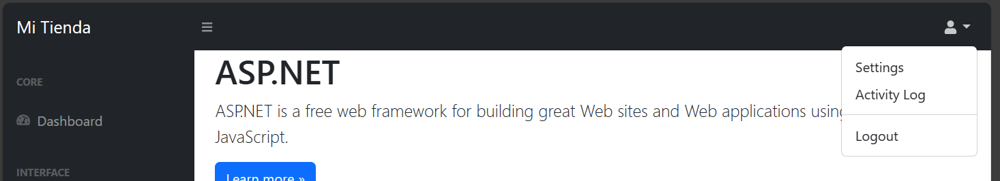 Mi Tienda
CORE
Dashboard
INTERFACE
ASP.NET
ASP.NET is a free web framework for building great Web sites and Web applications using
JavaScript.
Learn more »
Settings
Activity Log
Logout